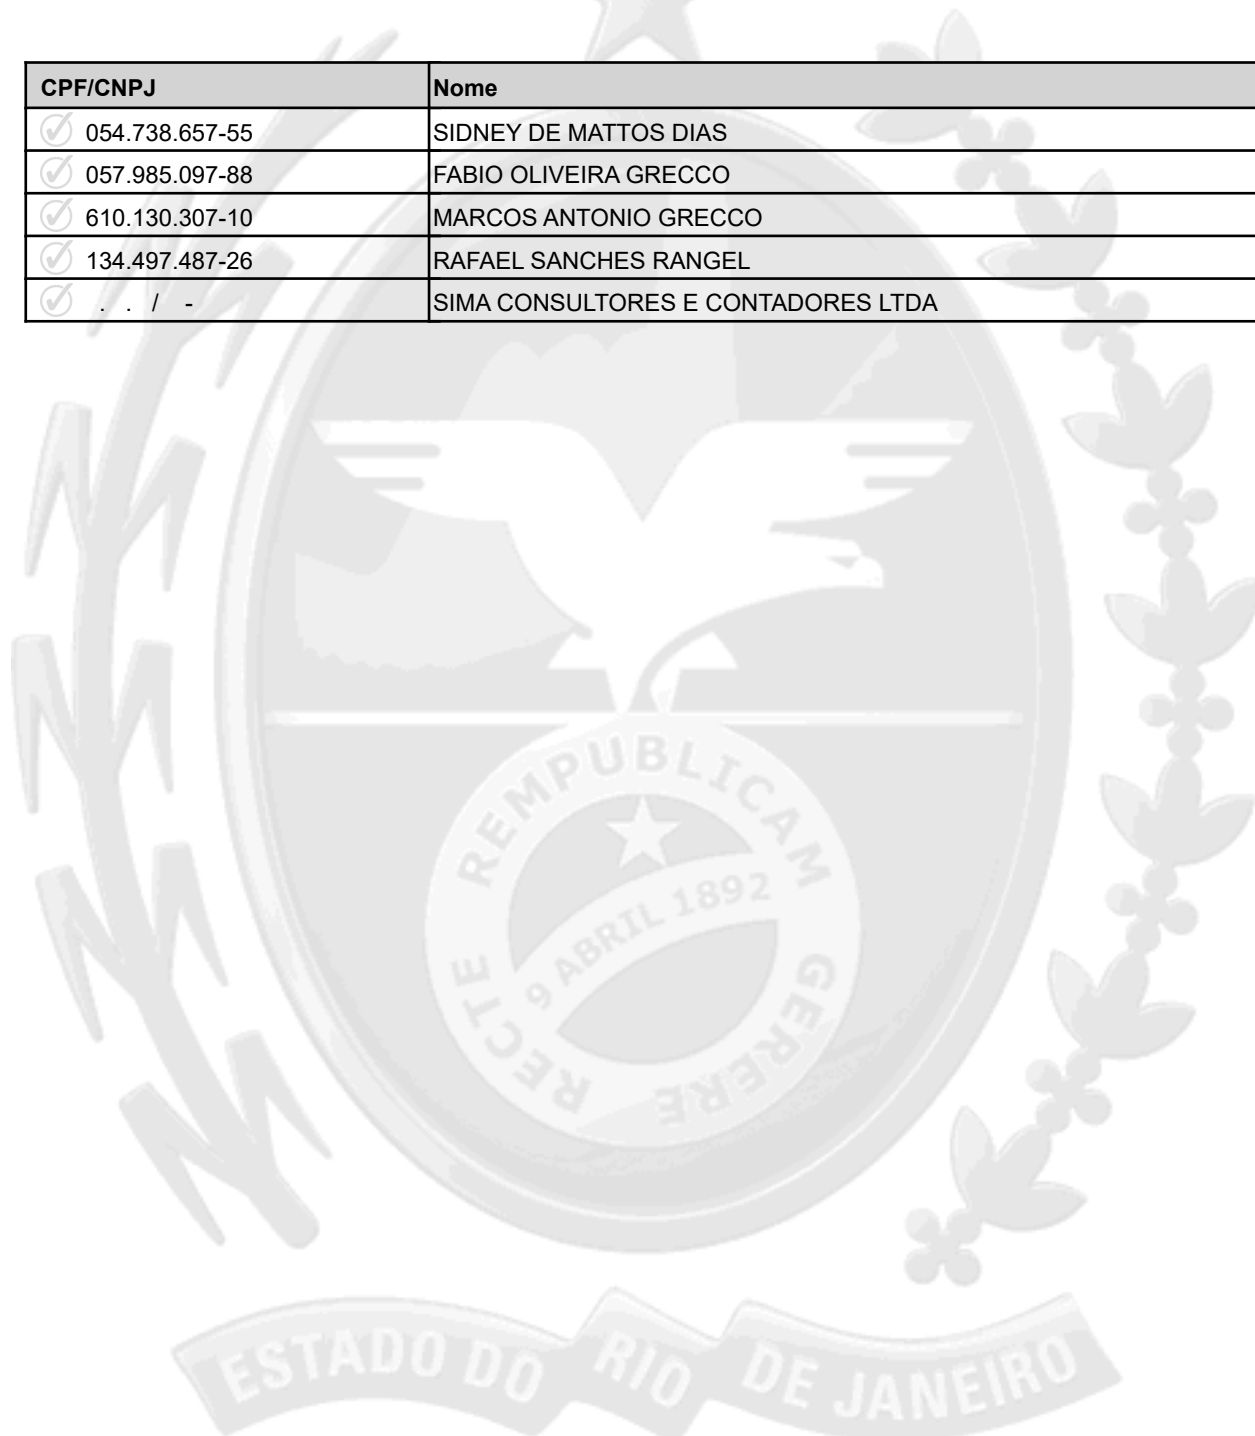 CPF/CNPJ Nome
054.738.657-55 SIDNEY DE MATTOS DIAS
057.985.097-88 FABIO OLIVEIRA GRECCO
610.130.307-10 MARCOS ANTONIO GRECCO
134.497.487-26 RAFAEL SANCHES RANGEL
. . / - SIMA CONSULTORES E CONTADORES LTDA
RECTE REMPUBLICAM GERERE
9 ABRIL 1892
ESTADO DO RIO DE JANEIRO